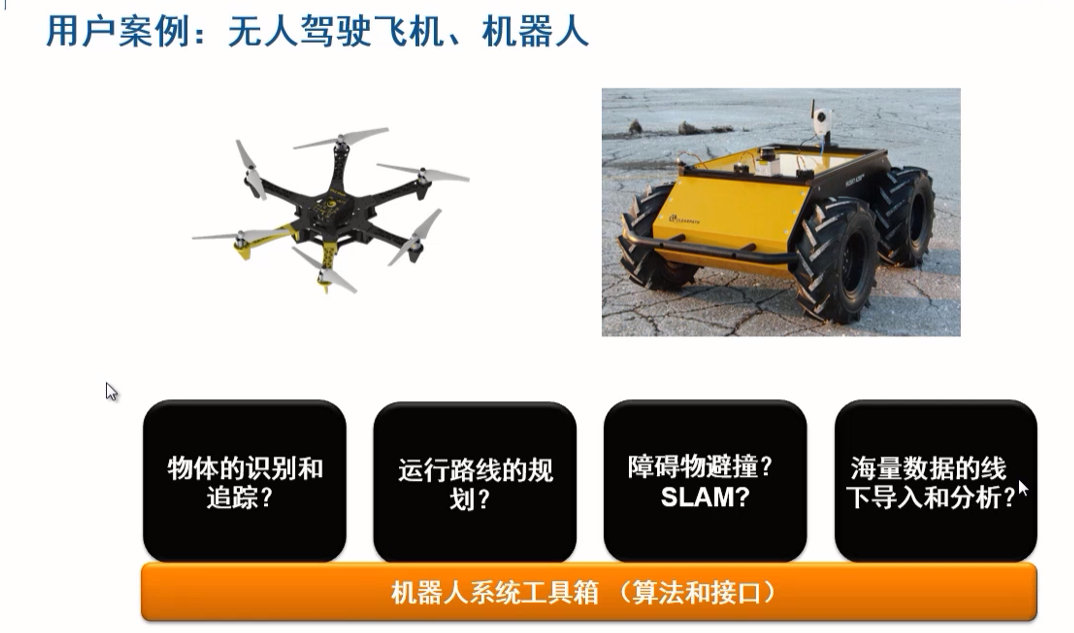 用户案例：无人驾驶飞机、机器人
CLEARPATH
物体的识别和
追踪？
运行路线的规
划？
障碍物避撞？
SLAM?
海量数据的线
下导入和分析？
机器人系统工具箱 （算法和接口）